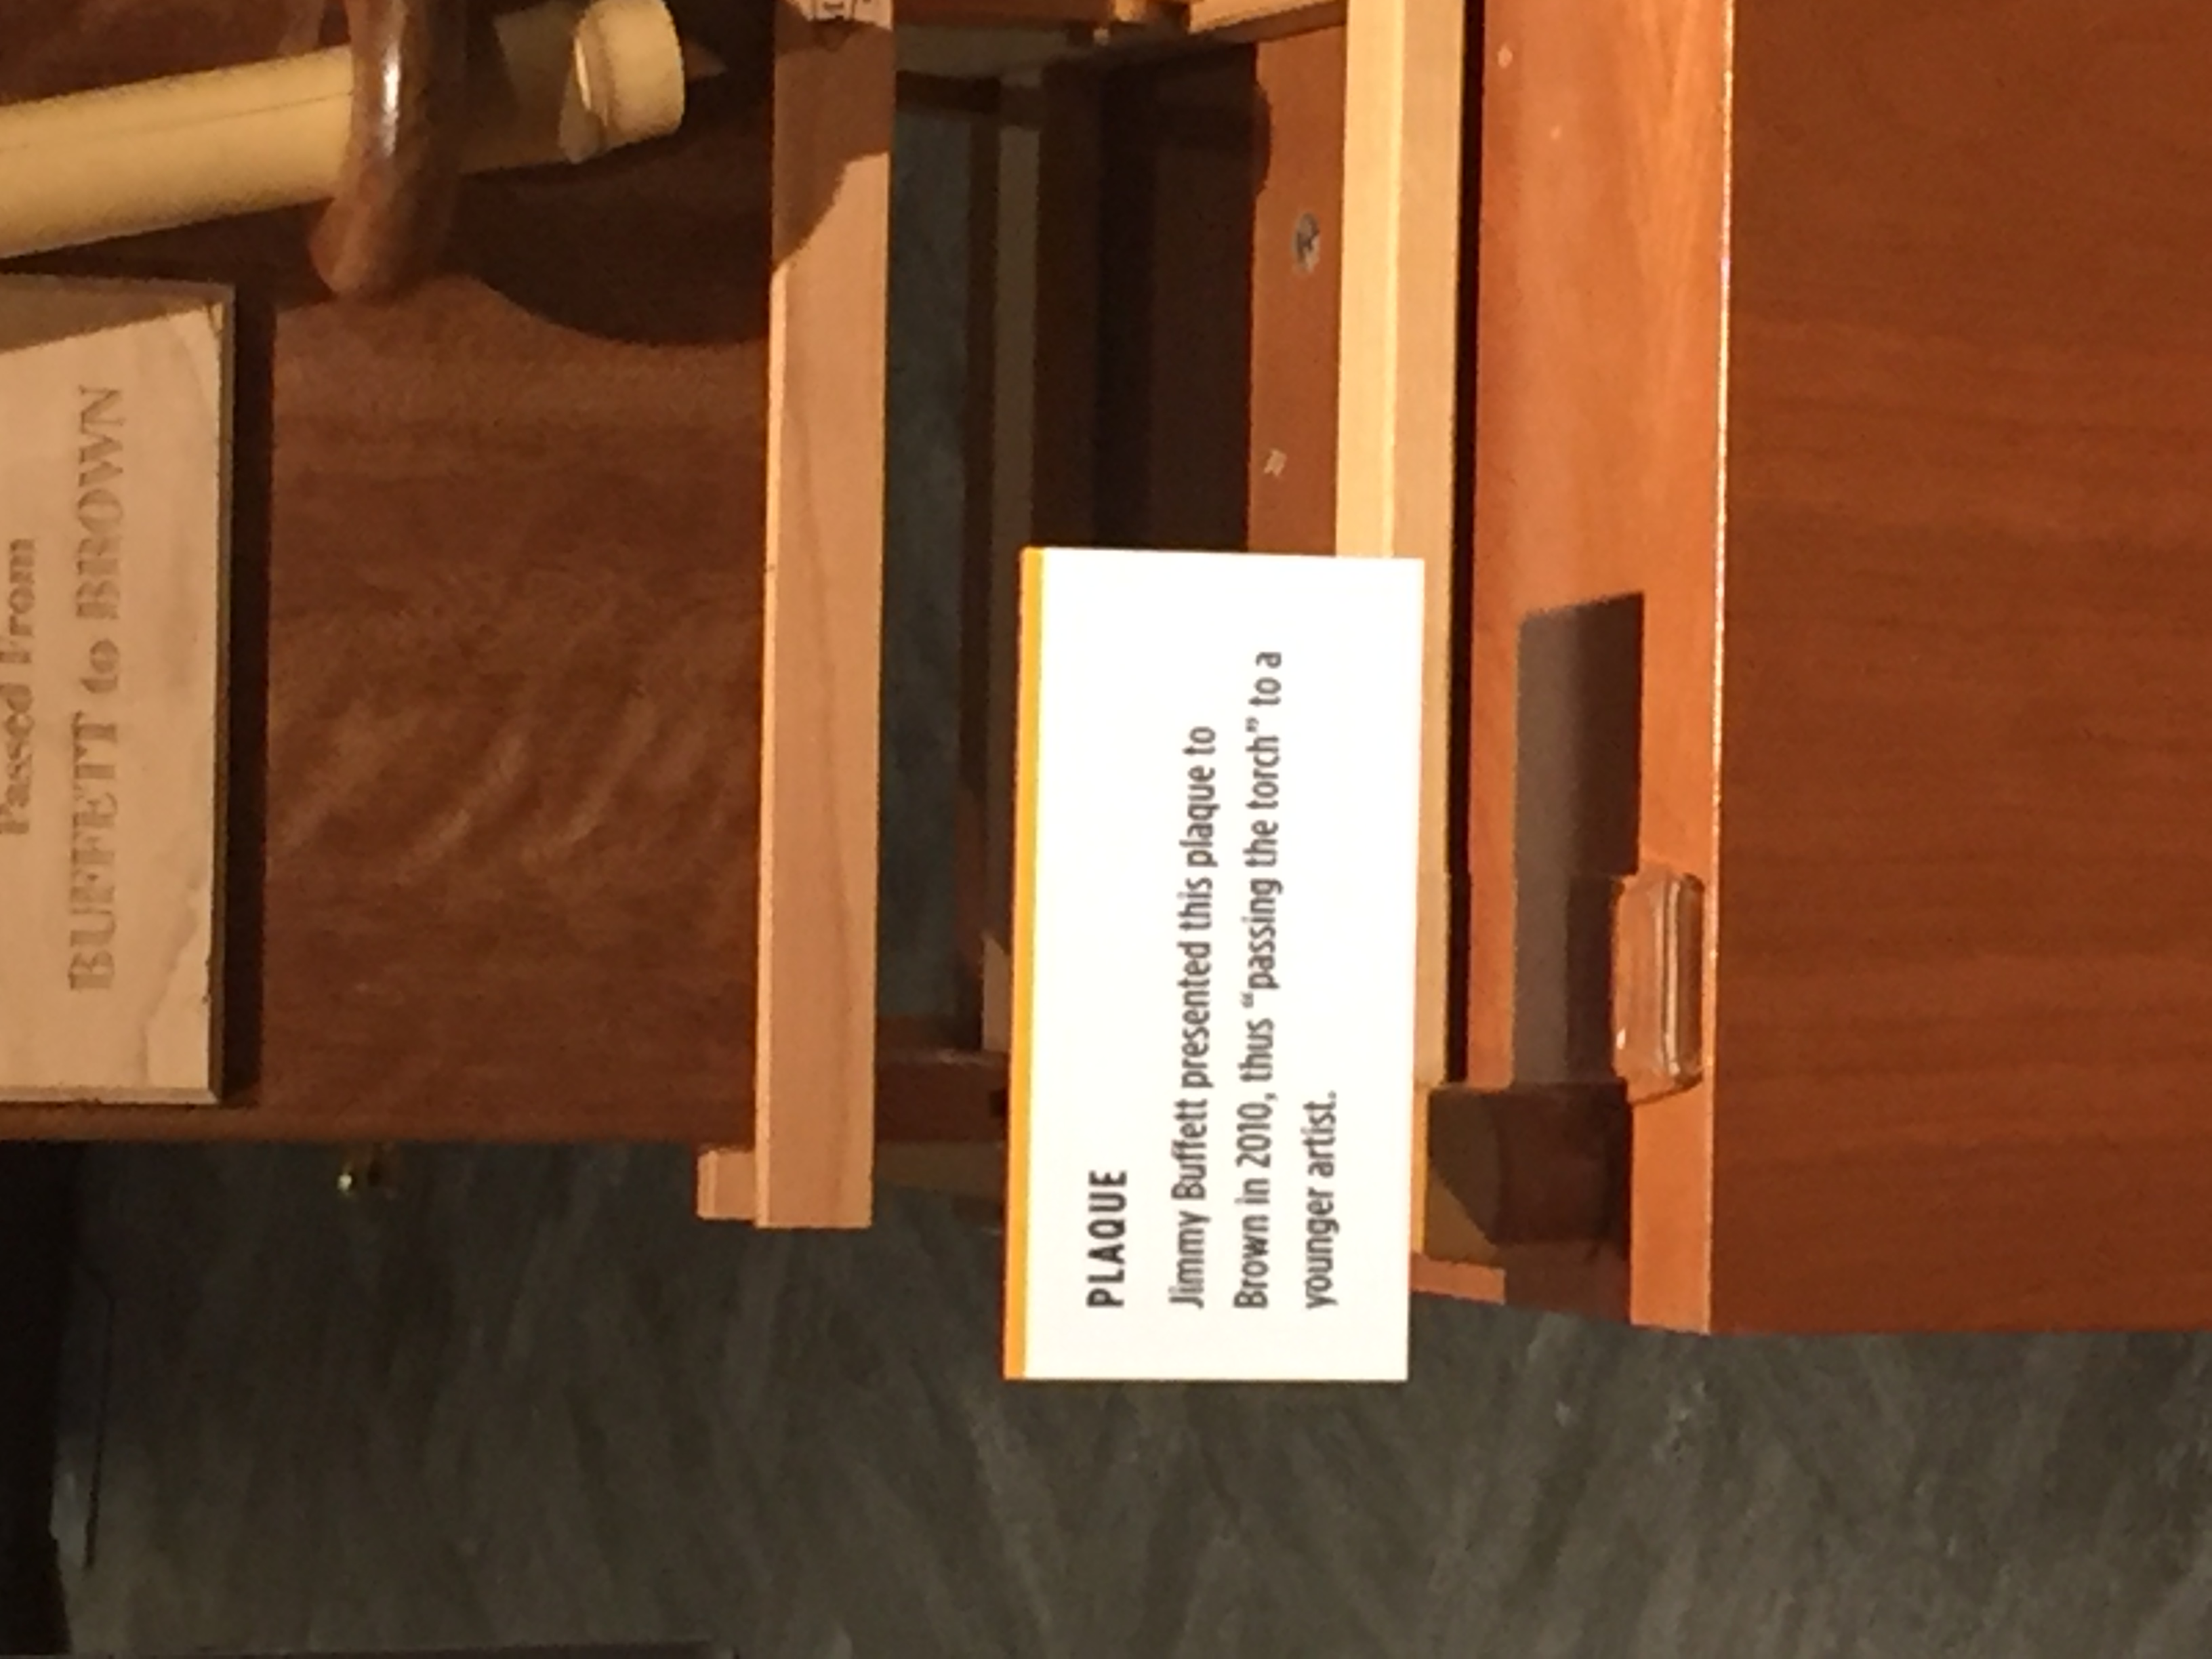 Passed From
BUFFETT to BROWN
PLAQUE
Jimmy Buffett presented this plaque to
Brown in 2010, thus “passing the torch” to a
younger artist.